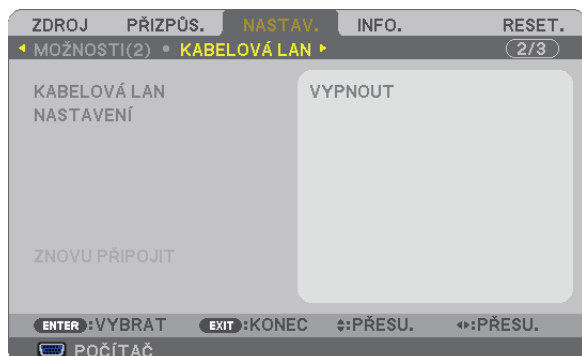 ZDROJ PŘIZPŮS. NASTAV. INFO. RESET.
MOŽNOSTI(2) • KABELOVÁ LAN 2/3
KABELOVÁ LAN VYPNOUT
NASTAVENÍ
ZNOVU PŘIPOJIT
ENTER :VYBRAT EXIT :KONEC :PŘESU. :PŘESU.
POČÍTAČ